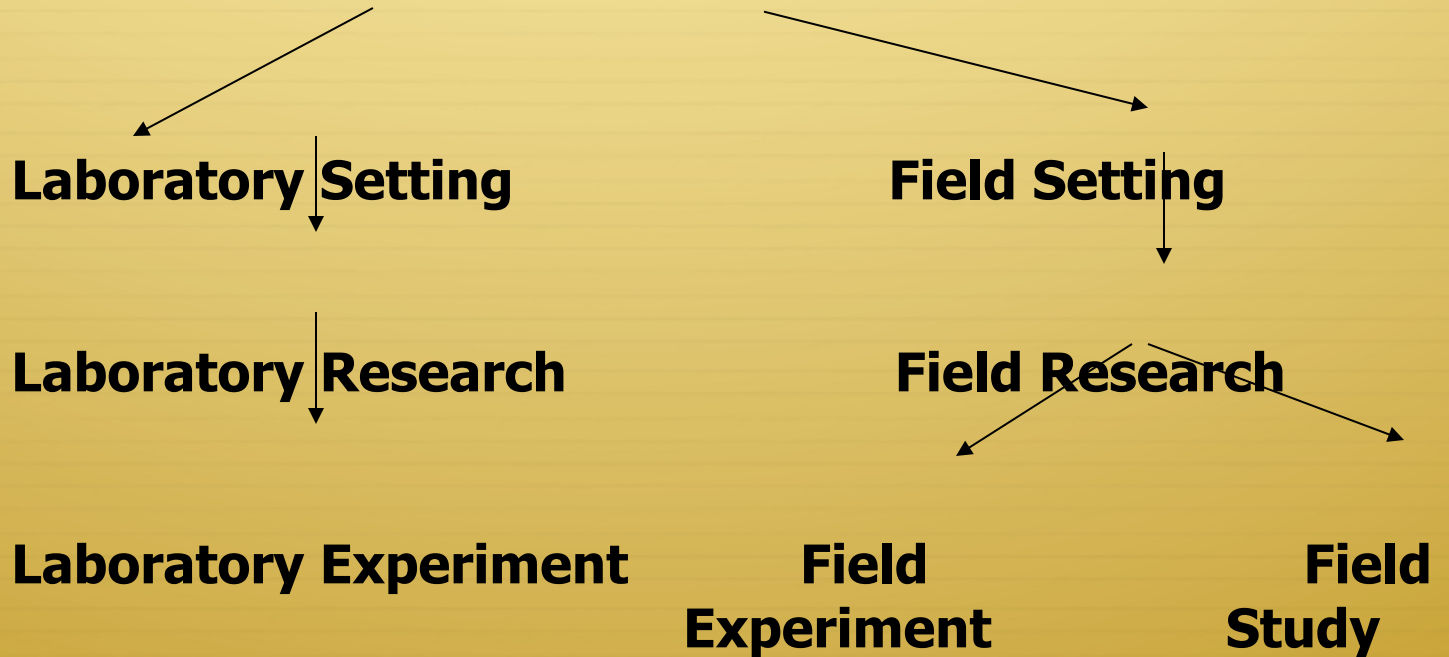 Laboratory Setting Field Setting
Laboratory Research Field Research
Laboratory Experiment Field Field
Experiment Study